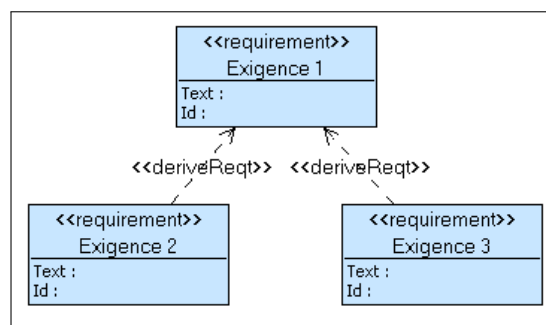 <<requirement>>
Exigence 1
Text :
Id :
<<deriveReqt>> <<deriveReqt>>
<<requirement>>
Exigence 2
Text :
Id :
<<requirement>>
Exigence 3
Text :
Id :